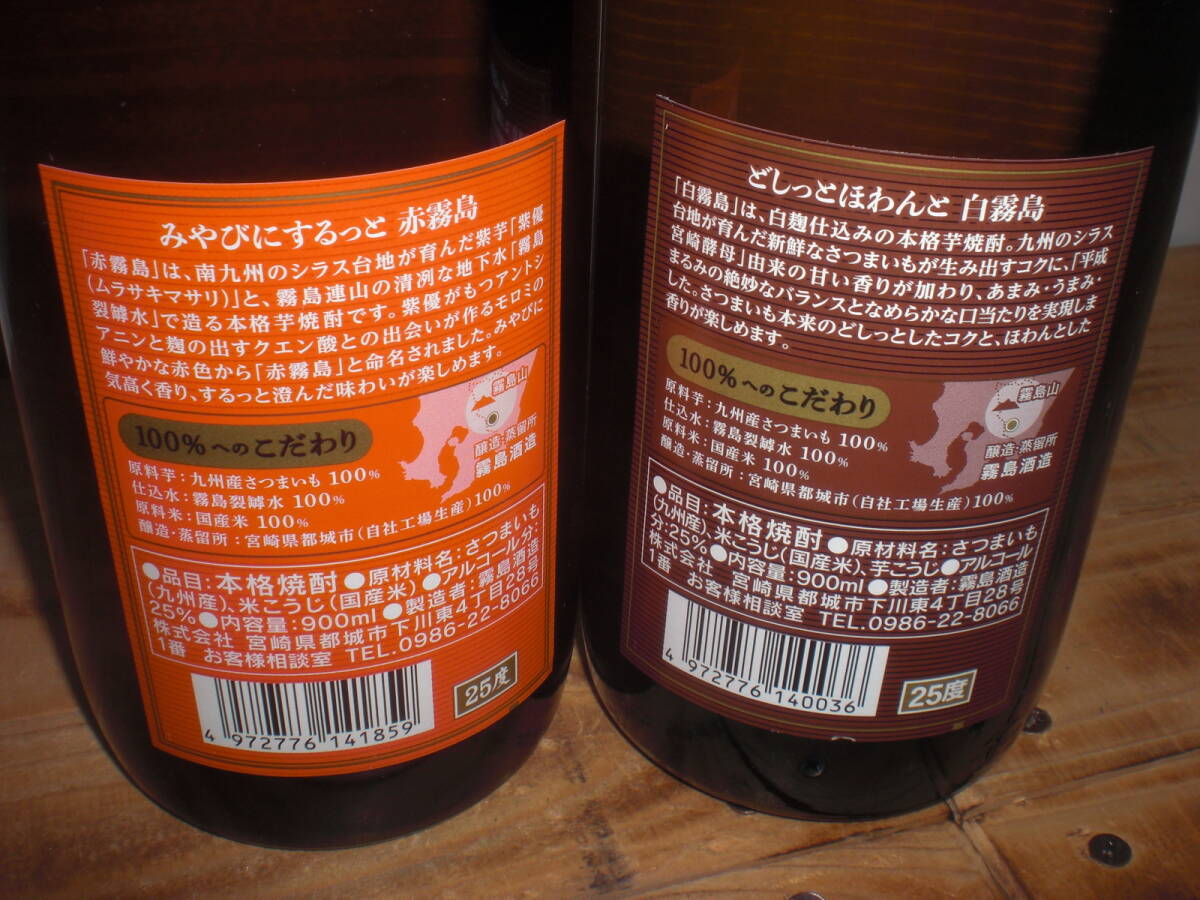 みやびにするっと 赤霧島
「赤霧島」は、南九州のシラス台地が育んだ紫芋「紫優
(ムラサキマサリ)」と、霧島連山の清冽な地下水「霧島
裂罅水」で造る本格芋焼酎です。紫優がもつアントシ
アニンと麹の出すクエン酸との出会いが作るモロミの
鮮やかな赤色から「赤霧島」と命名されました。みやびに
気高く香り、するっと澄んだ味わいが楽しめます。
100%へのこだわり
原料芋:九州産さつまいも 100%
仕込水:霧島裂罅水 100%
原料米:国産米 100%
醸造・蒸留所:宮崎県都城市(自社工場生産)100%
霧島山
醸造・蒸留所
霧島酒造
●品目:本格焼酎●原材料名:さつまいも
(九州産)、米こうじ(国産米)●アルコール分:
25%●内容量:900ml●製造者:霧島酒造
株式会社 宮崎県都城市下川東4丁目28号
1番 お客様相談室 TEL.0986-22-8066
4 972776 141859
25度
どしっとほわんと 白霧島
「白霧島」は、白麹仕込みの本格芋焼酎。九州のシラス
台地が育んだ新鮮なさつまいもが生み出すコクに、「平成
宮崎酵母」由来の甘い香りが加わり、あまみ・うまみ・
まるみの絶妙なバランスとなめらかな口当たりを実現しま
した。さつまいも本来のどしっとしたコクと、ほわんとした
香りが楽しめます。
100%へのこだわり
原料芋:九州産さつまいも 100%
仕込水:霧島裂罅水 100%
原料米:国産米 100%
醸造・蒸留所:宮崎県都城市(自社工場生産)100%
霧島山
醸造・蒸留所
霧島酒造
●品目:本格焼酎●原材料名:さつまいも
(九州産)、米こうじ(国産米)、芋こうじ●アルコール
分:25%●内容量:900ml●製造者:霧島酒造
株式会社 宮崎県都城市下川東4丁目28号
1番 お客様相談室 TEL.0986-22-8066
4 972776 140036
25度